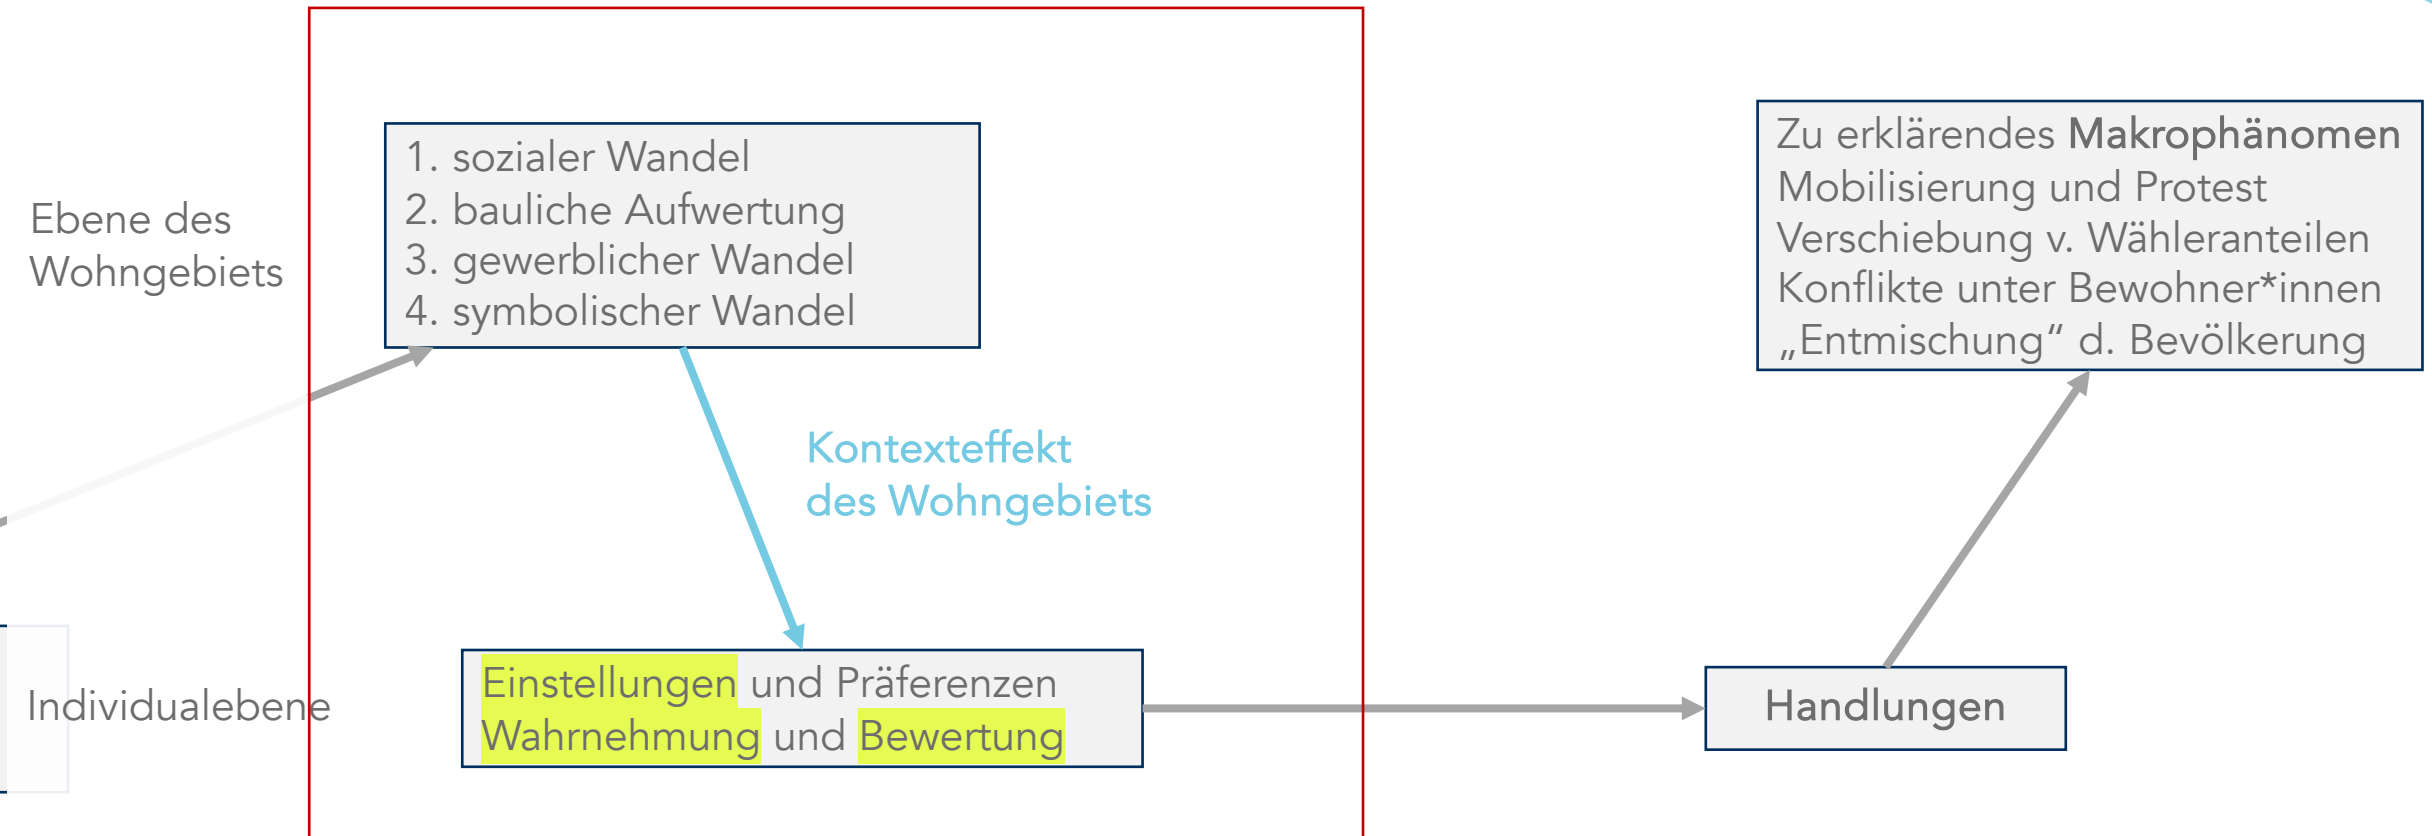 Ebene des
Wohngebiets
1. sozialer Wandel
2. bauliche Aufwertung
3. gewerblicher Wandel
4. symbolischer Wandel
Zu erklärendes Makrophänomen
Mobilisierung und Protest
Verschiebung v. Wähleranteilen
Konflikte unter Bewohner*innen
„Entmischung“ d. Bevölkerung
Kontexteffekt
des Wohngebiets
Individualebene
Einstellungen und Präferenzen
Wahrnehmung und Bewertung
Handlungen